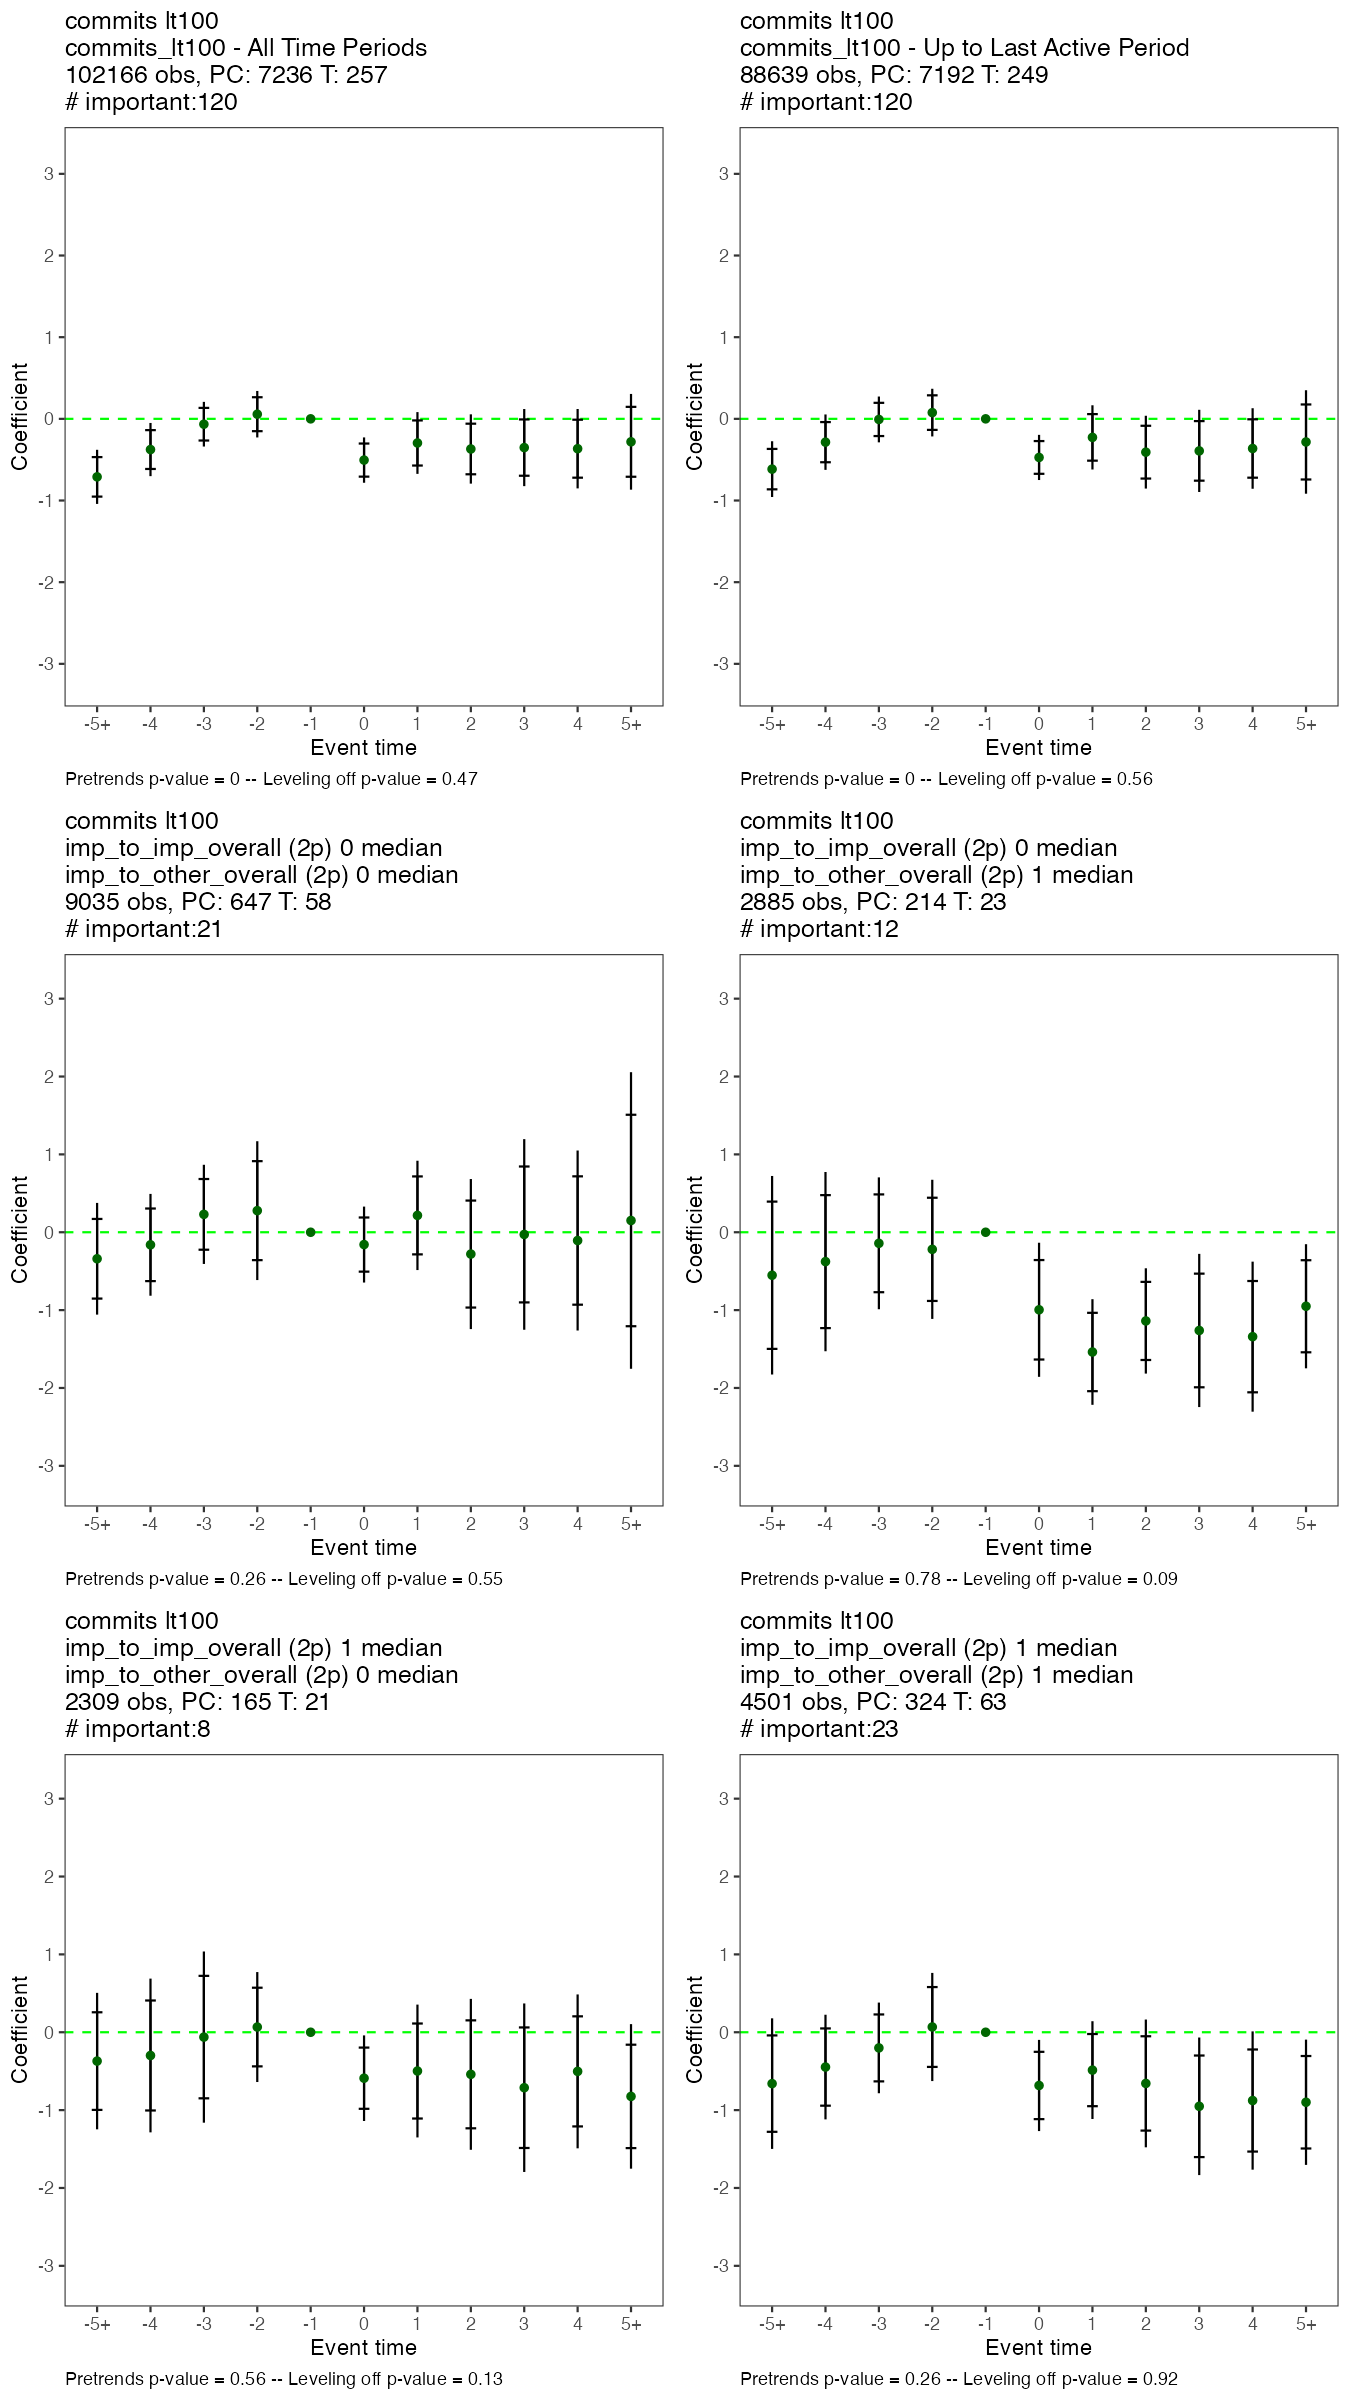 commits lt100
commits_lt100 - All Time Periods
102166 obs, PC: 7236 T: 257
# important:120
3
2
1
0
-1
-2
-3
Coefficient
-5+ -4 -3 -2 -1 0 1 2 3 4 5+
Event time
Pretrends p-value = 0 -- Leveling off p-value = 0.47
commits lt100
commits_lt100 - Up to Last Active Period
88639 obs, PC: 7192 T: 249
# important:120
3
2
1
0
-1
-2
-3
Coefficient
-5+ -4 -3 -2 -1 0 1 2 3 4 5+
Event time
Pretrends p-value = 0 -- Leveling off p-value = 0.56
commits lt100
imp_to_imp_overall (2p) 0 median
imp_to_other_overall (2p) 0 median
9035 obs, PC: 647 T: 58
# important:21
3
2
1
0
-1
-2
-3
Coefficient
-5+ -4 -3 -2 -1 0 1 2 3 4 5+
Event time
Pretrends p-value = 0.26 -- Leveling off p-value = 0.55
commits lt100
imp_to_imp_overall (2p) 0 median
imp_to_other_overall (2p) 1 median
2885 obs, PC: 214 T: 23
# important:12
3
2
1
0
-1
-2
-3
Coefficient
-5+ -4 -3 -2 -1 0 1 2 3 4 5+
Event time
Pretrends p-value = 0.78 -- Leveling off p-value = 0.09
commits lt100
imp_to_imp_overall (2p) 1 median
imp_to_other_overall (2p) 0 median
2309 obs, PC: 165 T: 21
# important:8
3
2
1
0
-1
-2
-3
Coefficient
-5+ -4 -3 -2 -1 0 1 2 3 4 5+
Event time
Pretrends p-value = 0.56 -- Leveling off p-value = 0.13
commits lt100
imp_to_imp_overall (2p) 1 median
imp_to_other_overall (2p) 1 median
4501 obs, PC: 324 T: 63
# important:23
3
2
1
0
-1
-2
-3
Coefficient
-5+ -4 -3 -2 -1 0 1 2 3 4 5+
Event time
Pretrends p-value = 0.26 -- Leveling off p-value = 0.92